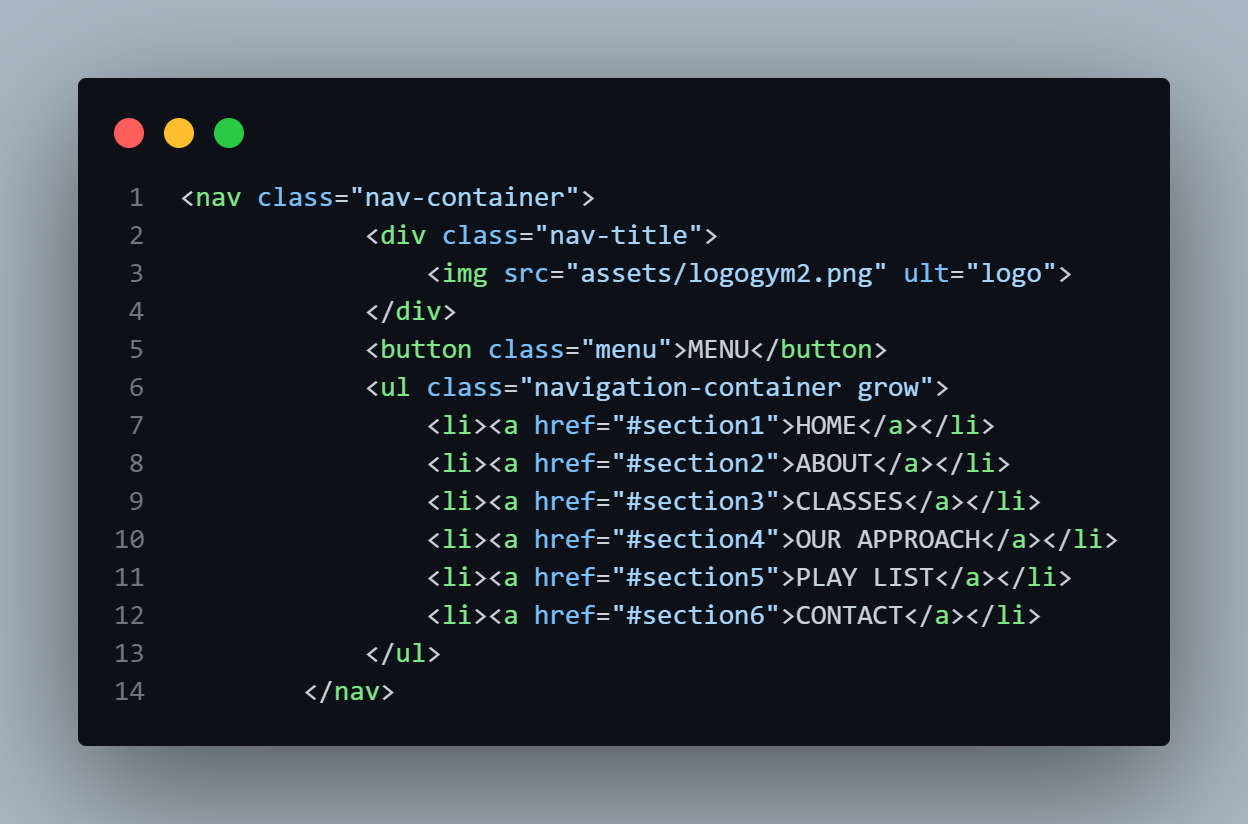 1 <nav class="nav-container">
2 <div class="nav-title">
3 <img src="assets/logogym2.png" ult="logo">
4 </div>
5 <button class="menu">MENU</button>
6 <ul class="navigation-container grow">
7 <li><a href="#section1">HOME</a></li>
8 <li><a href="#section2">ABOUT</a></li>
9 <li><a href="#section3">CLASSES</a></li>
10 <li><a href="#section4">OUR APPROACH</a></li>
11 <li><a href="#section5">PLAY LIST</a></li>
12 <li><a href="#section6">CONTACT</a></li>
13 </ul>
14 </nav>